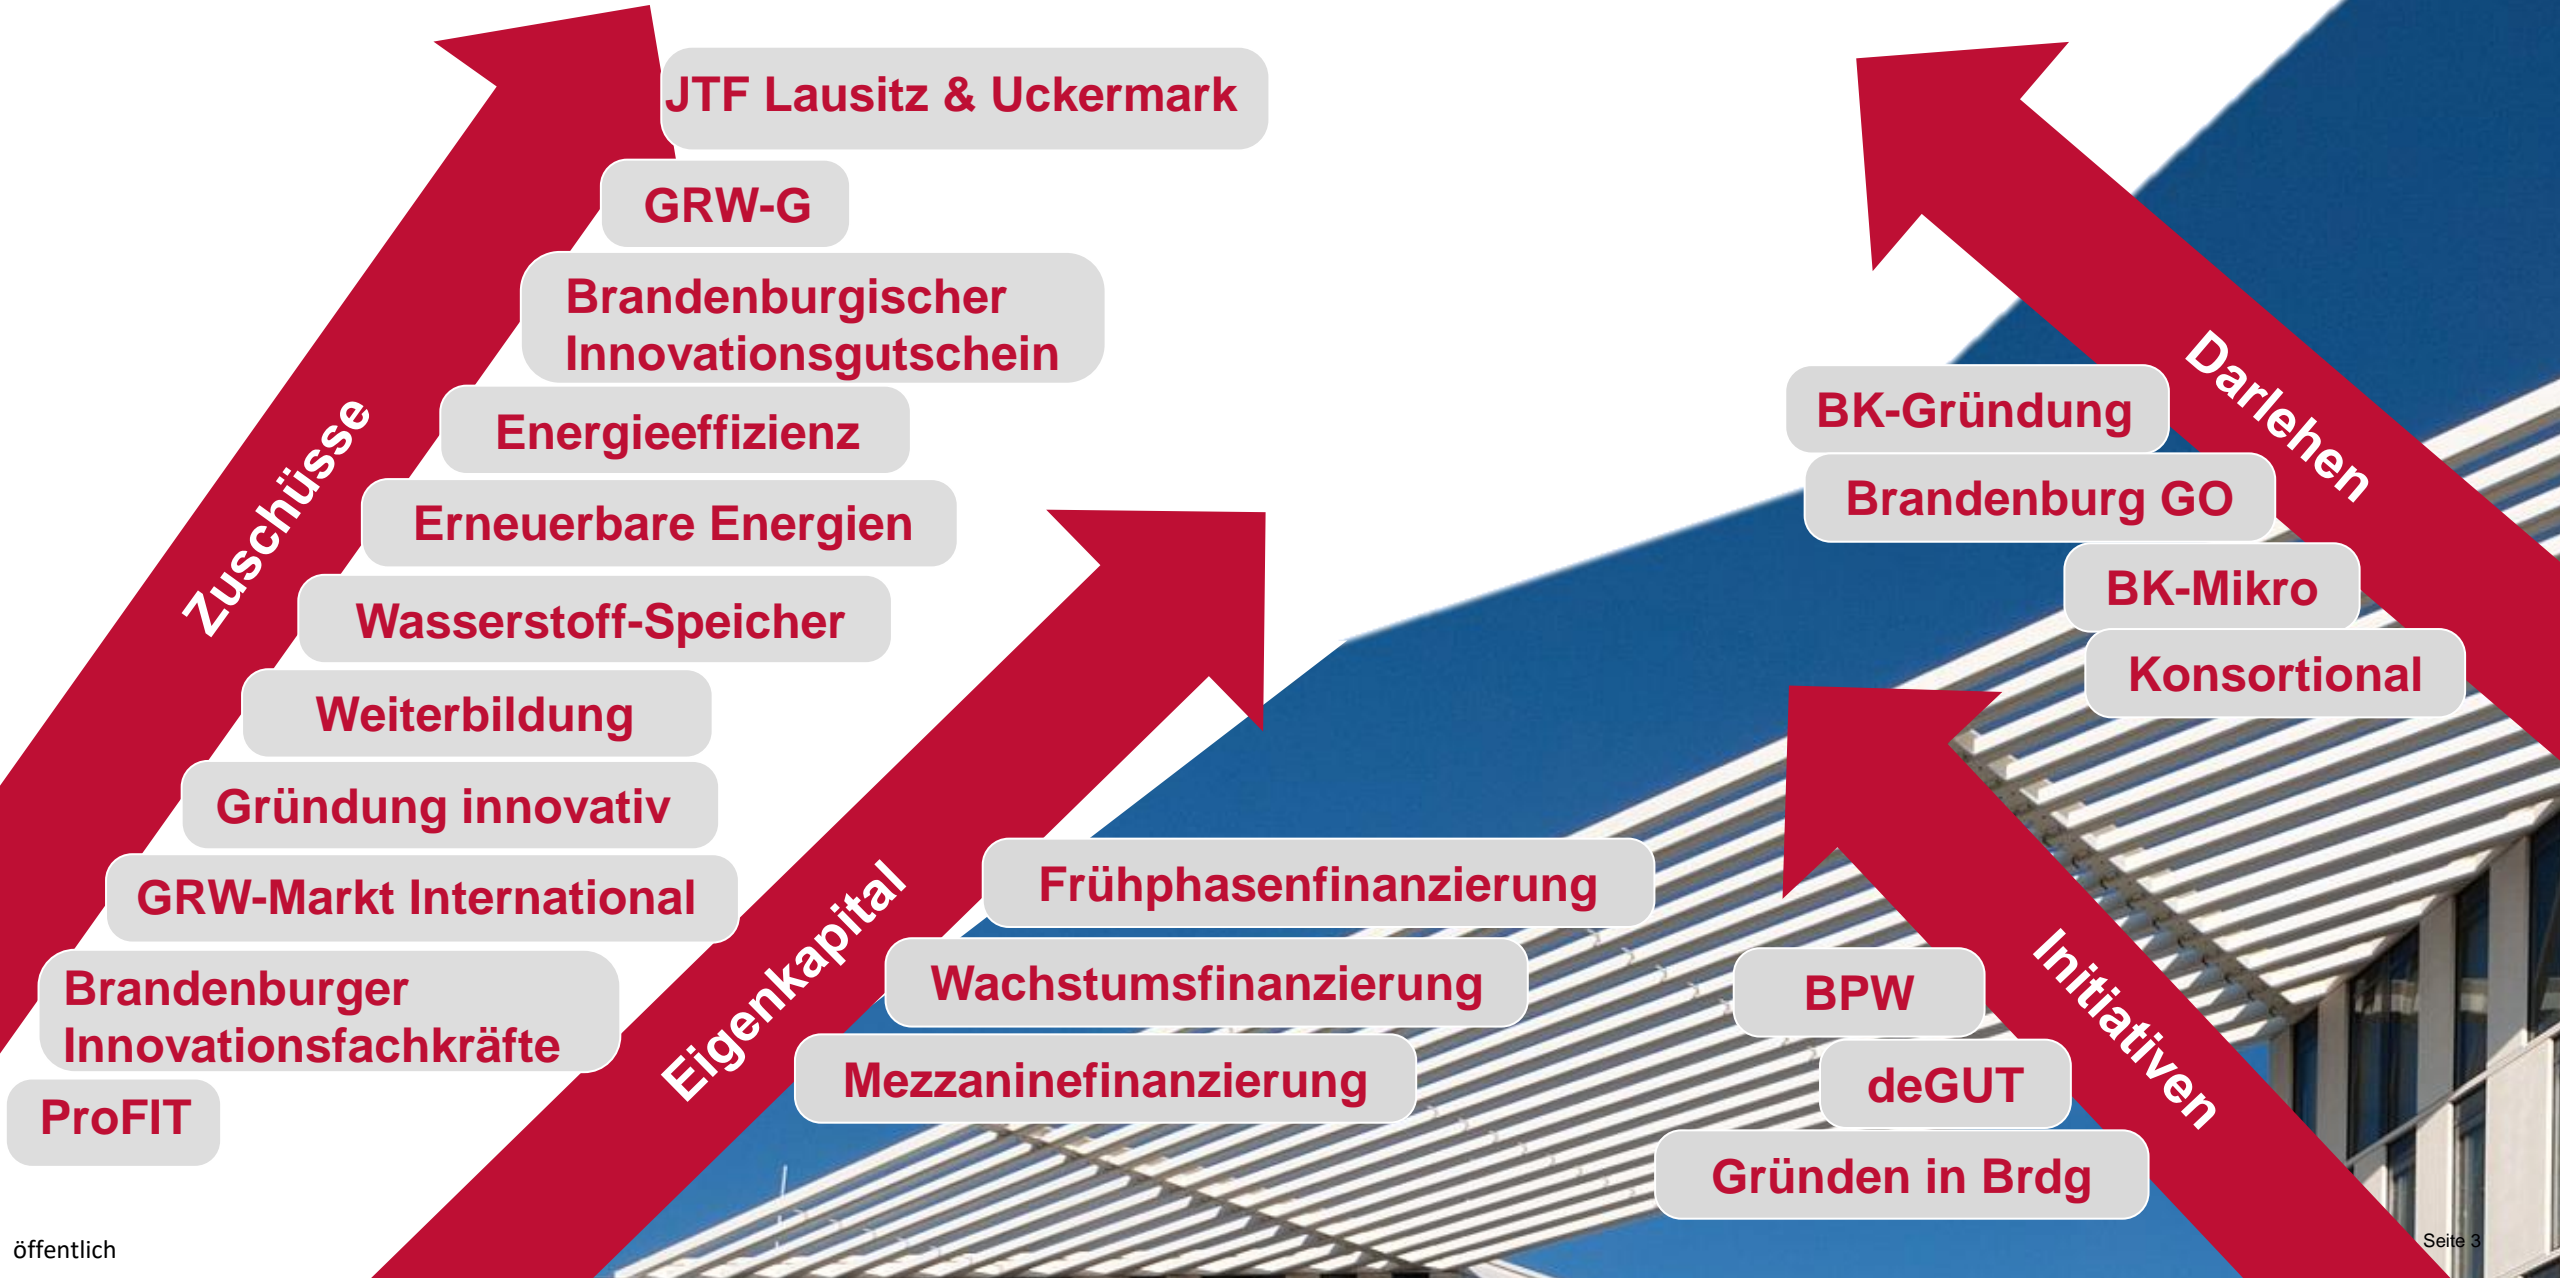 Zuschüsse
JTF Lausitz & Uckermark
GRW-G
Brandenburgischer
Innovationsgutschein
Energieeffizienz
Erneuerbare Energien
Wasserstoff-Speicher
Weiterbildung
Gründung innovativ
GRW-Markt International
Brandenburger
Innovationsfachkräfte
ProFIT
Eigenkapital
Frühphasenfinanzierung
Wachstumsfinanzierung
Mezzaninefinanzierung
Darlehen
BK-Gründung
Brandenburg GO
BK-Mikro
Konsortional
Initiativen
BPW
deGUT
Gründen in Brdg
öffentlich
Seite 3